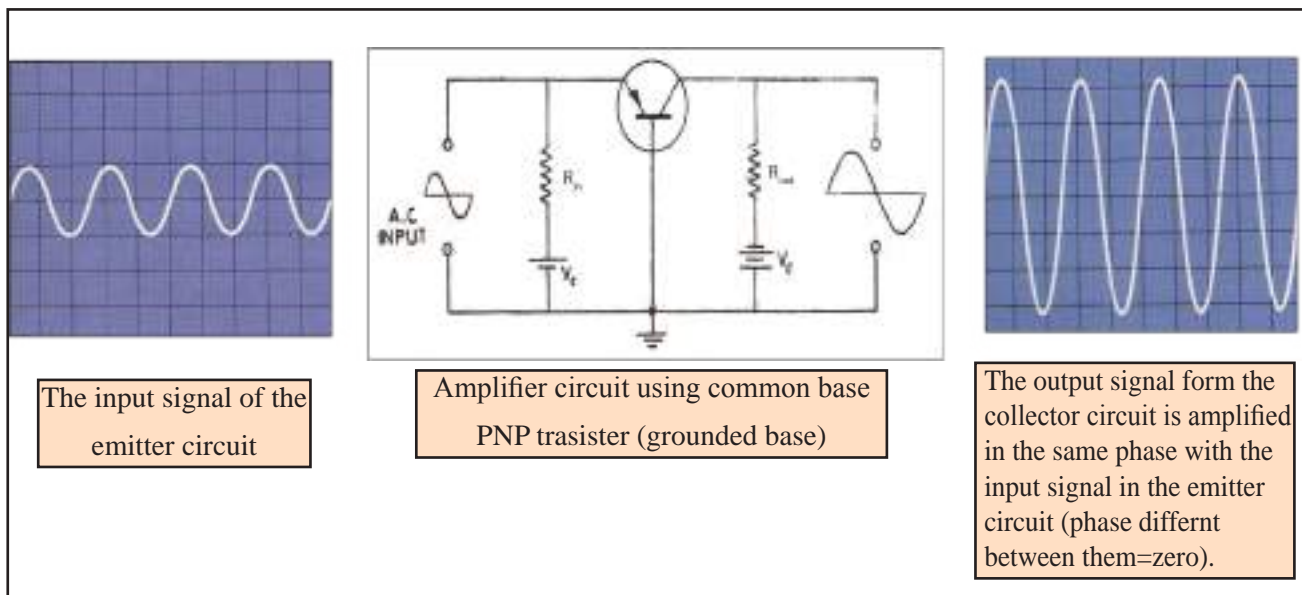 A.C
INPUT
R
V
R
V
The input signal of the
emitter circuit
Amplifier circuit using common base
PNP trasister (grounded base)
The output signal form the
collector circuit is amplified
in the same phase with the
input signal in the emitter
circuit (phase differnt
between them=zero).